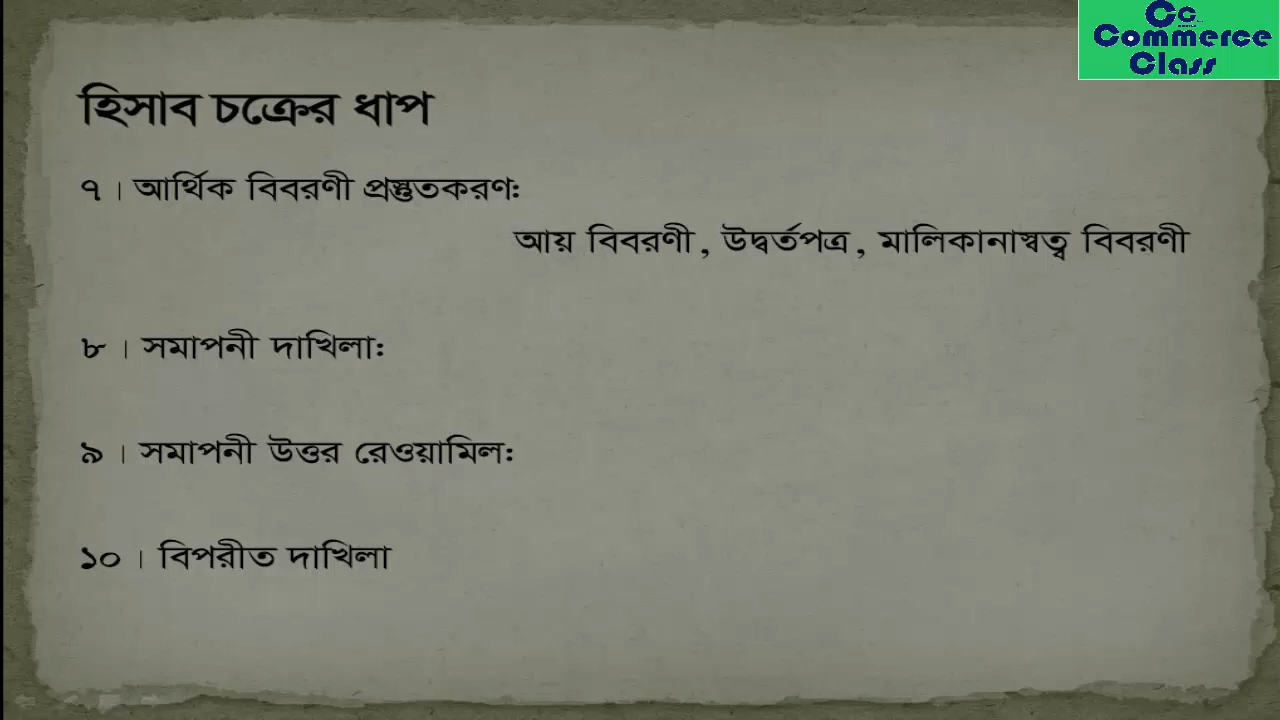 Cc
Commerce
Class
হিসাব চক্রের ধাপ
৭। আর্থিক বিবরণী প্রস্তুতকরণঃ
আয় বিবরণী, উদ্বর্তপত্র, মালিকানাস্বত্ব বিবরণী
৮। সমাপনী দাখিলাঃ
৯। সমাপনী উত্তর রেওয়ামিলঃ
১০। বিপরীত দাখিলা